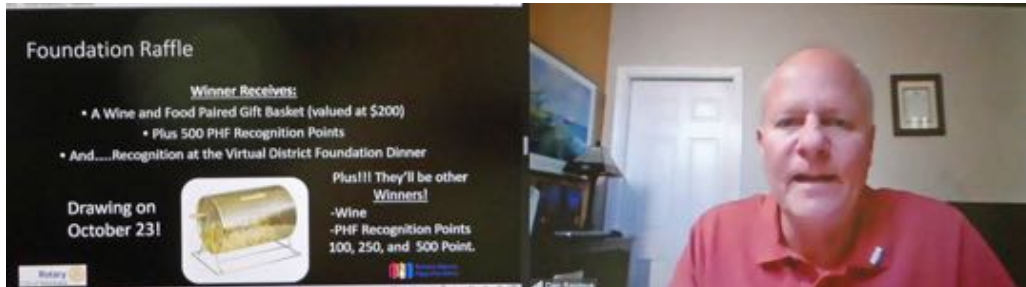 Foundation Raffle
Winner Receives:
• A Wine and Food Paired Gift Basket (valued at $200)
• Plus 500 PHF Recognition Points
• And.....Recognition at the Virtual District Foundation Dinner
Plus!!! They'll be other
Winners!
-Wine
-PHF Recognition Points
100, 250, and 500 Point.
Drawing on
October 23!
Rotary